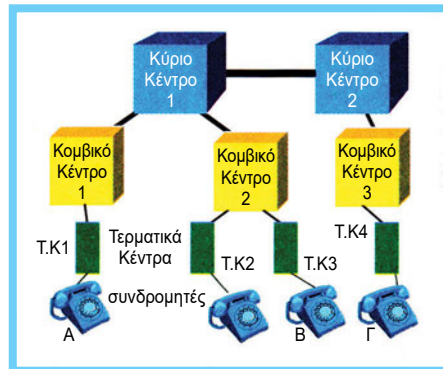 Κύριο
Κέντρο
1
Κύριο
Κέντρο
2
Κομβικό
Κέντρο
1
Κομβικό
Κέντρο
2
Κομβικό
Κέντρο
3
Τ.Κ1
Τερματικά
Κέντρα
Τ.Κ2
Τ.Κ3
Τ.Κ4
συνδρομητές
Α
Β
Γ